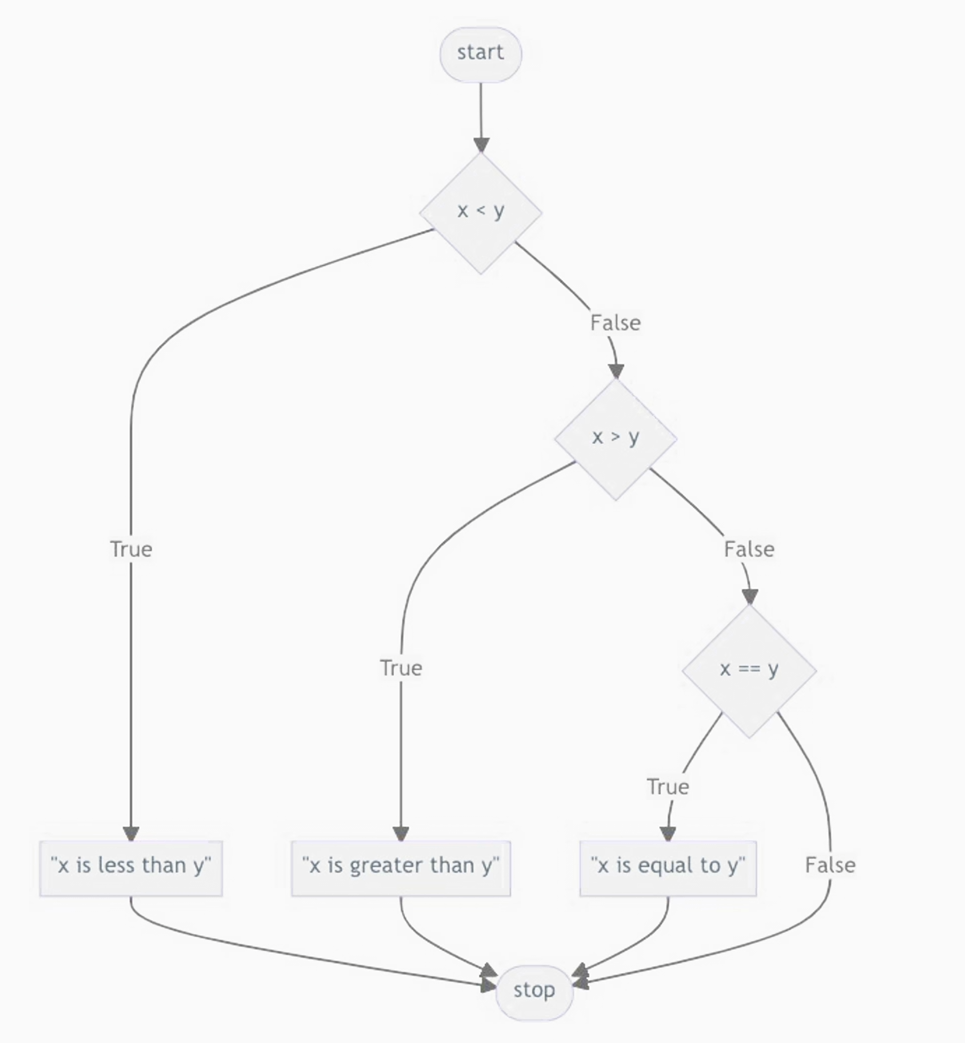 start
x < y
False
x > y
True
False
True
x == y
True
"x is less than y"
"x is greater than y"
"x is equal to y"
False
stop